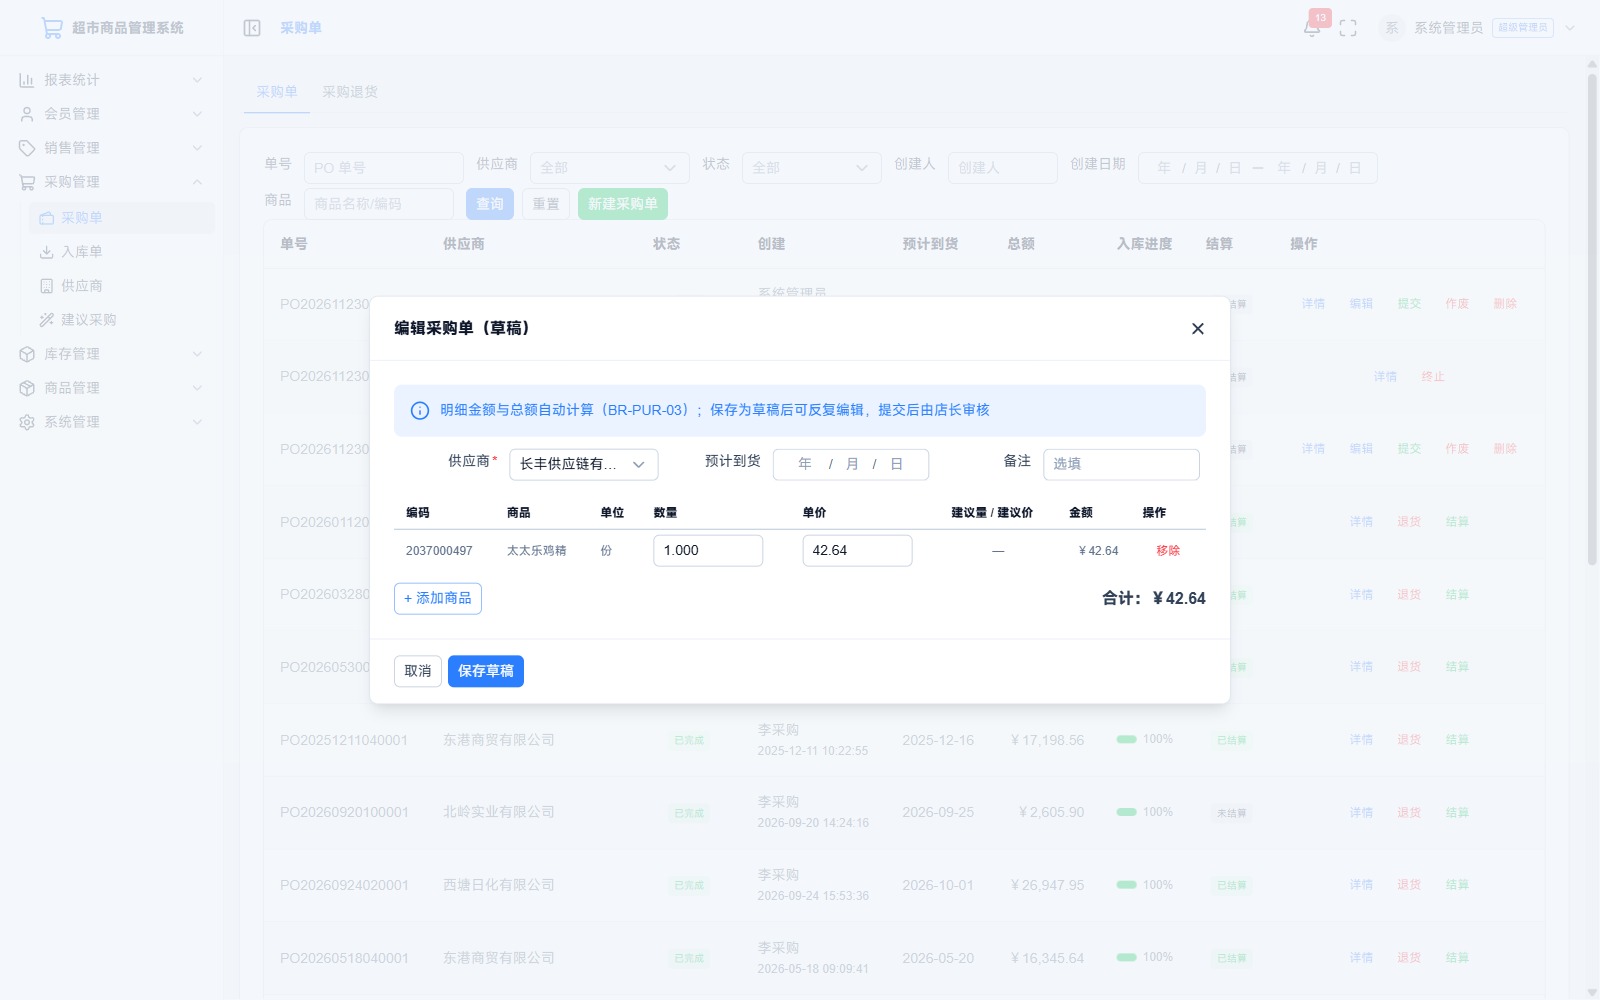 超市商品管理系统
采购单
13
系
系统管理员
超级管理员
报表统计
会员管理
销售管理
采购管理
采购单
入库单
供应商
建议采购
库存管理
商品管理
系统管理
采购单 采购退货
单号 PO 单号 供应商 全部 状态 全部 创建人 创建人 创建日期 年 / 月 / 日 — 年 / 月 / 日
商品 商品名称/编码 查询 重置 新建采购单
单号 供应商 状态 创建 预计到货 总额 入库进度 结算 操作
PO202611230 系统管理员 结算 详情 编辑 提交 作废 删除
PO202611230 结算 详情 终止
PO202611230 结算 详情 编辑 提交 作废 删除
PO202601120 结算 详情 退货 结算
PO202603280 结算 详情 退货 结算
PO202605300 结算 详情 退货 结算
编辑采购单（草稿）
明细金额与总额自动计算（BR-PUR-03）；保存为草稿后可反复编辑，提交后由店长审核
供应商* 长丰供应链有... 预计到货 年 / 月 / 日 备注 选填
编码 商品 单位 数量 单价 建议量 / 建议价 金额 操作
2037000497 太太乐鸡精 份 1.000 42.64 — ¥ 42.64 移除
+ 添加商品 合计：¥ 42.64
取消 保存草稿
PO20251211040001 东港商贸有限公司 已完成 李采购 2025-12-16 ¥ 17,198.56 100% 已结算 详情 退货 结算
2025-12-11 10:22:55
PO20260920100001 北岭实业有限公司 已完成 李采购 2026-09-25 ¥ 2,605.90 100% 未结算 详情 退货 结算
2026-09-20 14:24:16
PO20260924020001 西塘日化有限公司 已完成 李采购 2026-10-01 ¥ 26,947.95 100% 已结算 详情 退货 结算
2026-09-24 15:53:36
PO20260518040001 东港商贸有限公司 已完成 李采购 2026-05-20 ¥ 16,345.64 100% 已结算 详情 退货 结算
2026-05-18 09:09:41